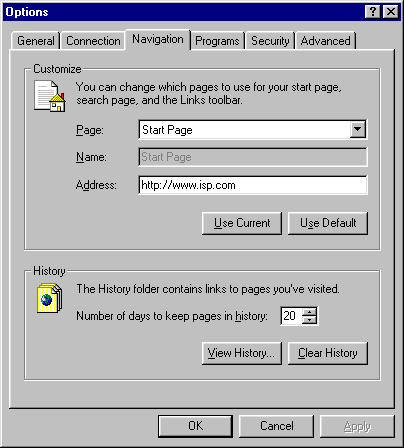 Options
General Connection Navigation Programs Security Advanced
Customize
You can change which pages to use for your start page,
search page, and the Links toolbar.
Page: Start Page
Name: Start Page
Address: http://www.isp.com
Use Current Use Default
History
The History folder contains links to pages you've visited.
Number of days to keep pages in history: 20
View History... Clear History
OK Cancel Apply